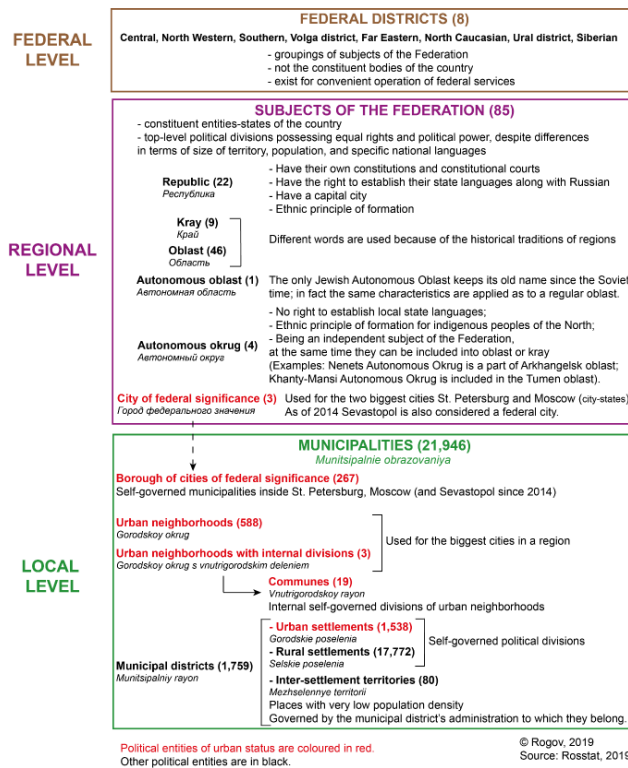 FEDERAL
LEVEL
FEDERAL DISTRICTS (8)
Central, North Western, Southern, Volga district, Far Eastern, North Caucasian, Ural district, Siberian
- groupings of subjects of the Federation
- not the constituent bodies of the country
- exist for convenient operation of federal services
REGIONAL
LEVEL
SUBJECTS OF THE FEDERATION (85)
- constituent entities-states of the country
- top-level political divisions possessing equal rights and political power, despite differences
in terms of size of territory, population, and specific national languages
Republic (22)
Республика
- Have their own constitutions and constitutional courts
- Have the right to establish their state languages along with Russian
- Have a capital city
- Ethnic principle of formation
Kray (9)
Край
Oblast (46)
Область
Different words are used because of the historical traditions of regions
Autonomous oblast (1)
Автономная область
The only Jewish Autonomous Oblast keeps its old name since the Soviet
time; in fact the same characteristics are applied as to a regular oblast.
Autonomous okrug (4)
Автономный округ
- No right to establish local state languages;
- Ethnic principle of formation for indigenous peoples of the North;
- Being an independent subject of the Federation,
at the same time they can be included into oblast or kray
(Examples: Nenets Autonomous Okrug is a part of Arkhangelsk oblast;
Khanty-Mansi Autonomous Okrug is included in the Tumen oblast).
City of federal significance (3)
Город федерального значения
Used for the two biggest cities St. Petersburg and Moscow (city-states)
As of 2014 Sevastopol is also considered a federal city.
LOCAL
LEVEL
MUNICIPALITIES (21,946)
Munitsipalnie obrazovaniya
Borough of cities of federal significance (267)
Self-governed municipalities inside St. Petersburg, Moscow (and Sevastopol since 2014)
Urban neighborhoods (588)
Gorodskoy okrug
Urban neighborhoods with internal divisions (3)
Gorodskoy okrug s vnutrigorodskim deleniem
Used for the biggest cities in a region
Communes (19)
Vnutrigorodskoy rayon
Internal self-governed divisions of urban neighborhoods
Municipal districts (1,759)
Munitsipalniy rayon
- Urban settlements (1,538)
Gorodskie poselenia
- Rural settlements (17,772)
Selskie poselenia
Self-governed political divisions
- Inter-settlement territories (80)
Mezhselennye territorii
Places with very low population density
Governed by the municipal district's administration to which they belong.
Political entities of urban status are coloured in red.
Other political entities are in black.
© Rogov, 2019
Source: Rosstat, 2019